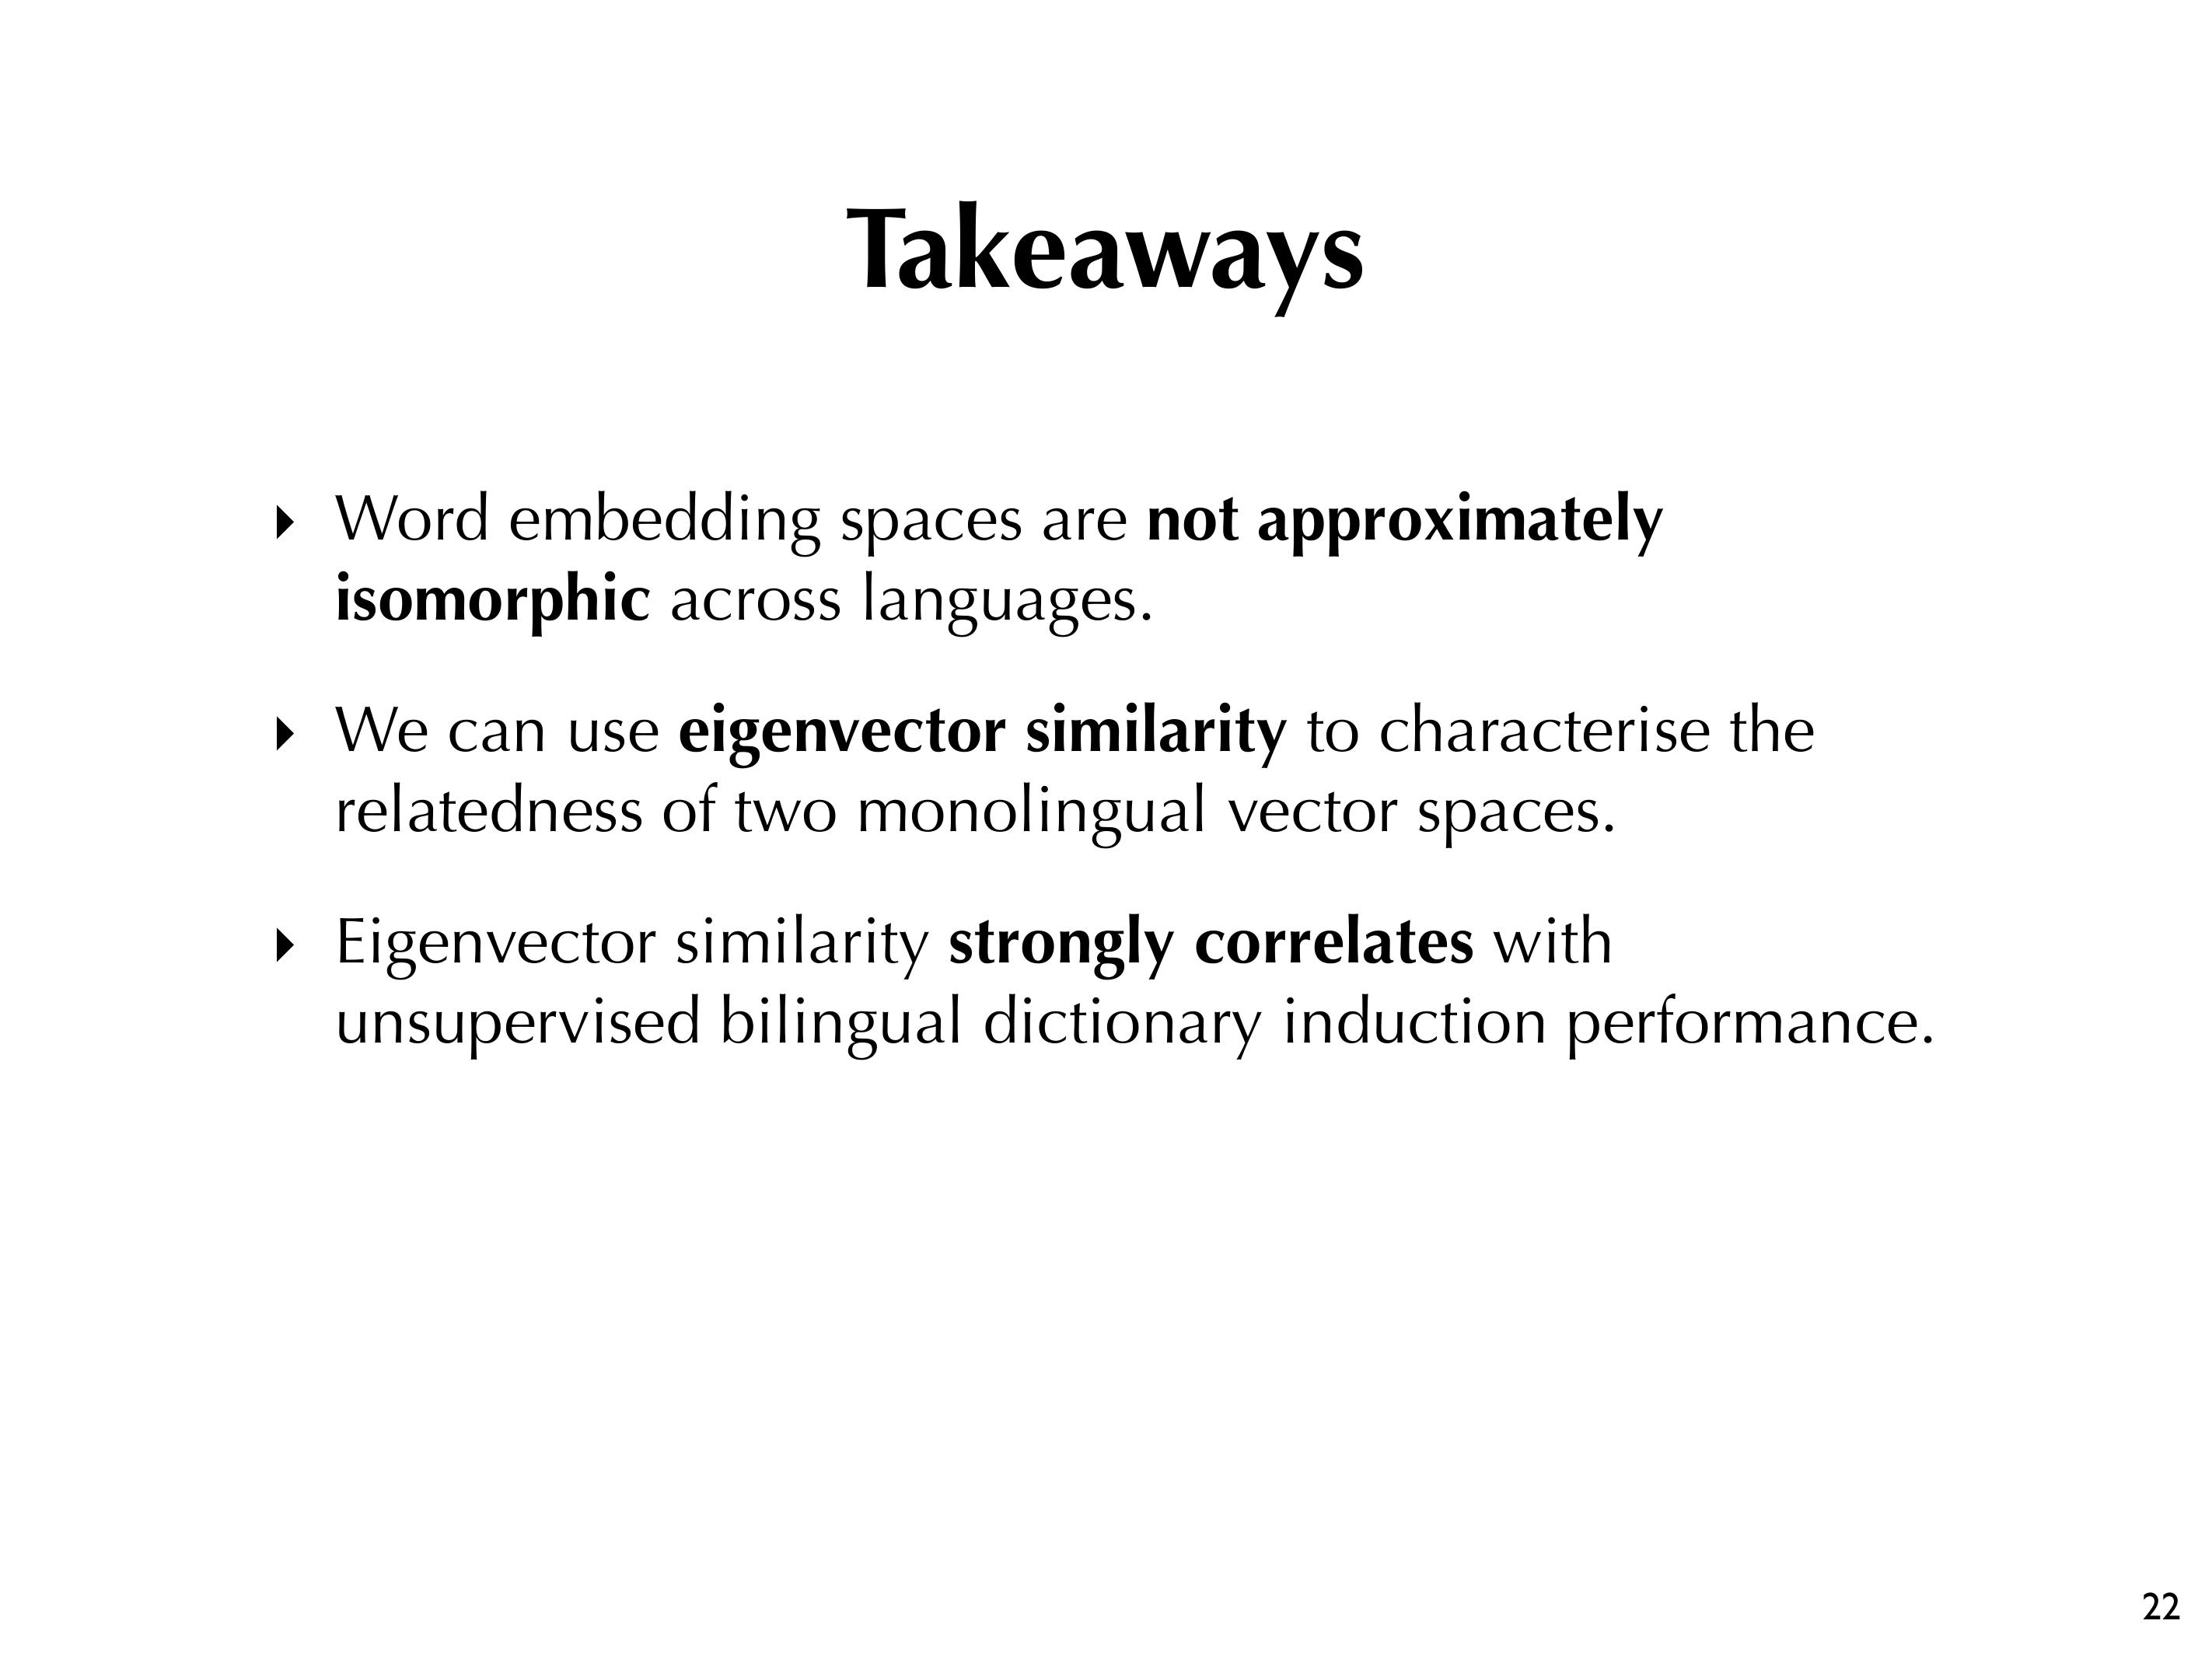 Takeaways
‣ Word embedding spaces are not approximately
isomorphic across languages.
‣ We can use eigenvector similarity to characterise the
relatedness of two monolingual vector spaces.
‣ Eigenvector similarity strongly correlates with
unsupervised bilingual dictionary induction performance.
22